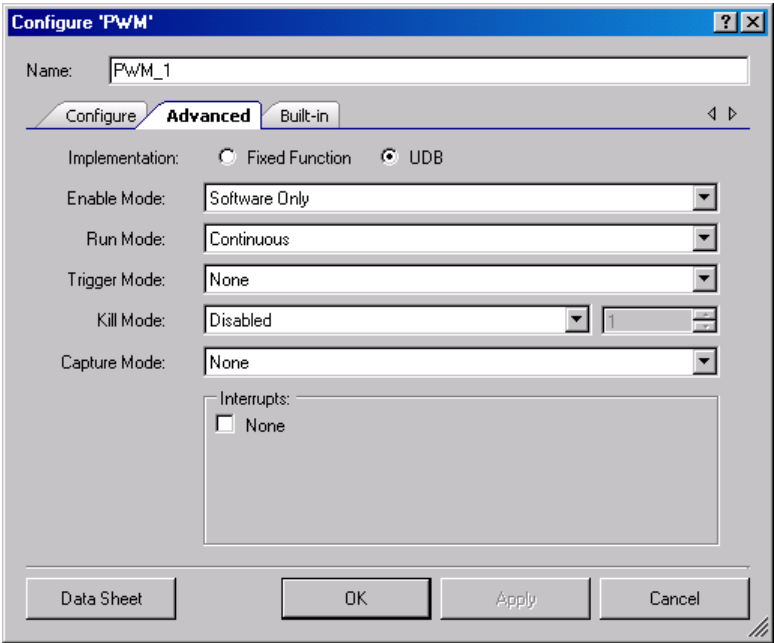 Configure 'PWM'
Name: PWM_1
Configure Advanced Built-in
Implementation: Fixed Function UDB
Enable Mode: Software Only
Run Mode: Continuous
Trigger Mode: None
Kill Mode: Disabled 1
Capture Mode: None
Interrupts:
None
Data Sheet OK Apply Cancel